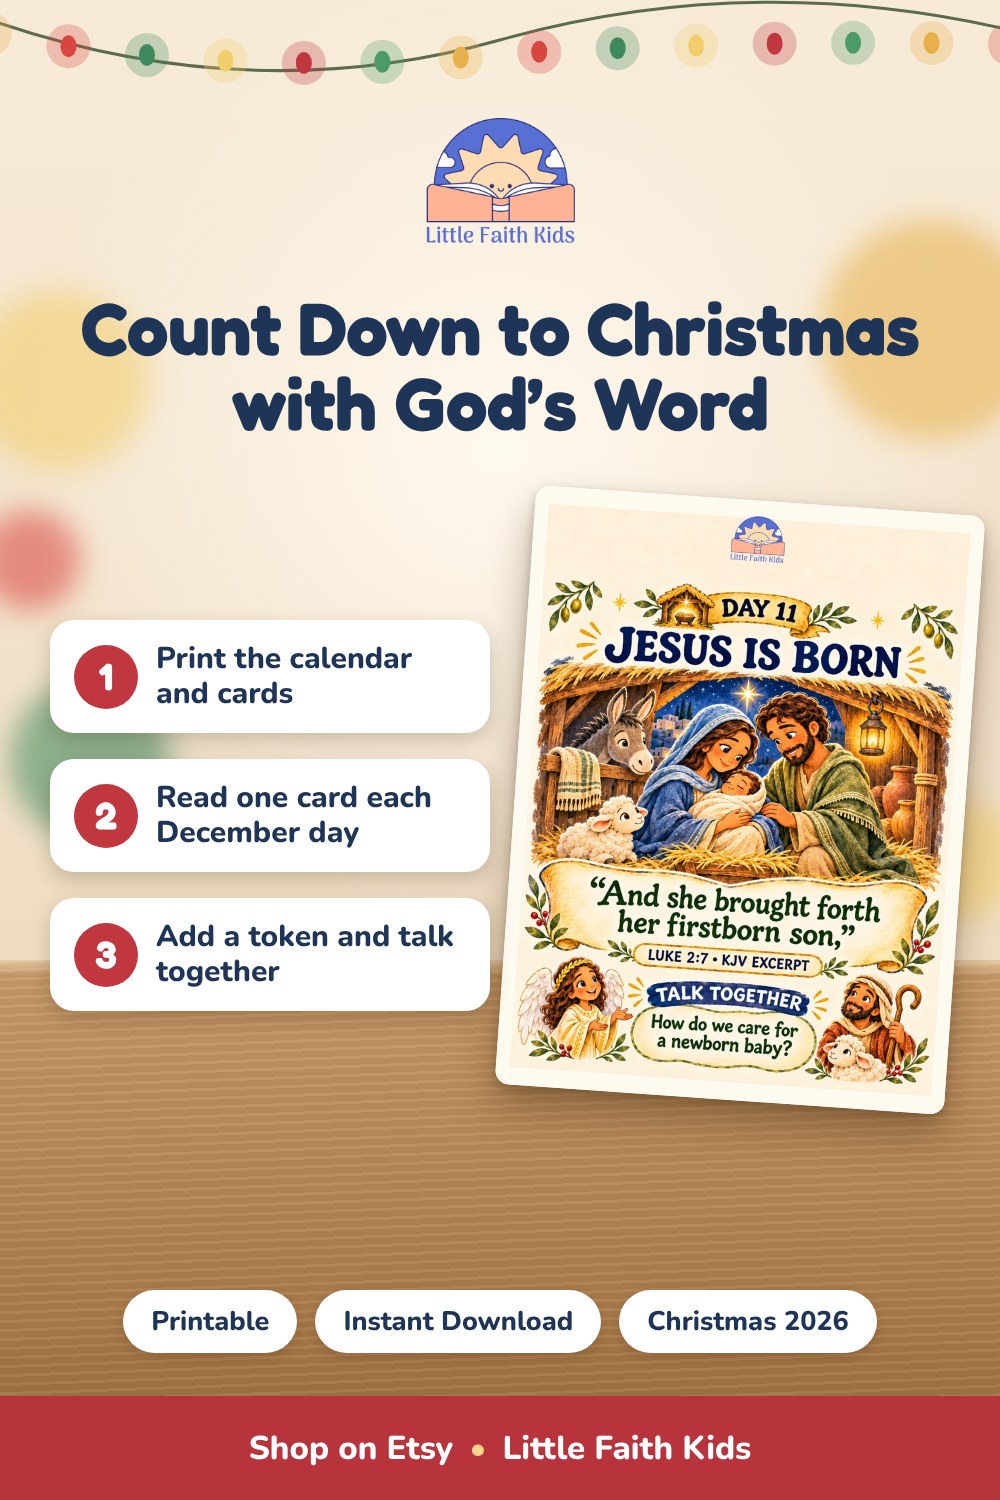 Little Faith Kids
Count Down to Christmas
with God’s Word
1
Print the calendar
and cards
2
Read one card each
December day
3
Add a token and talk
together
Little Faith Kids
DAY 11
JESUS IS BORN
“And she brought forth
her firstborn son,”
LUKE 2:7 • KJV EXCERPT
TALK TOGETHER
How do we care for
a newborn baby?
Printable
Instant Download
Christmas 2026
Shop on Etsy • Little Faith Kids